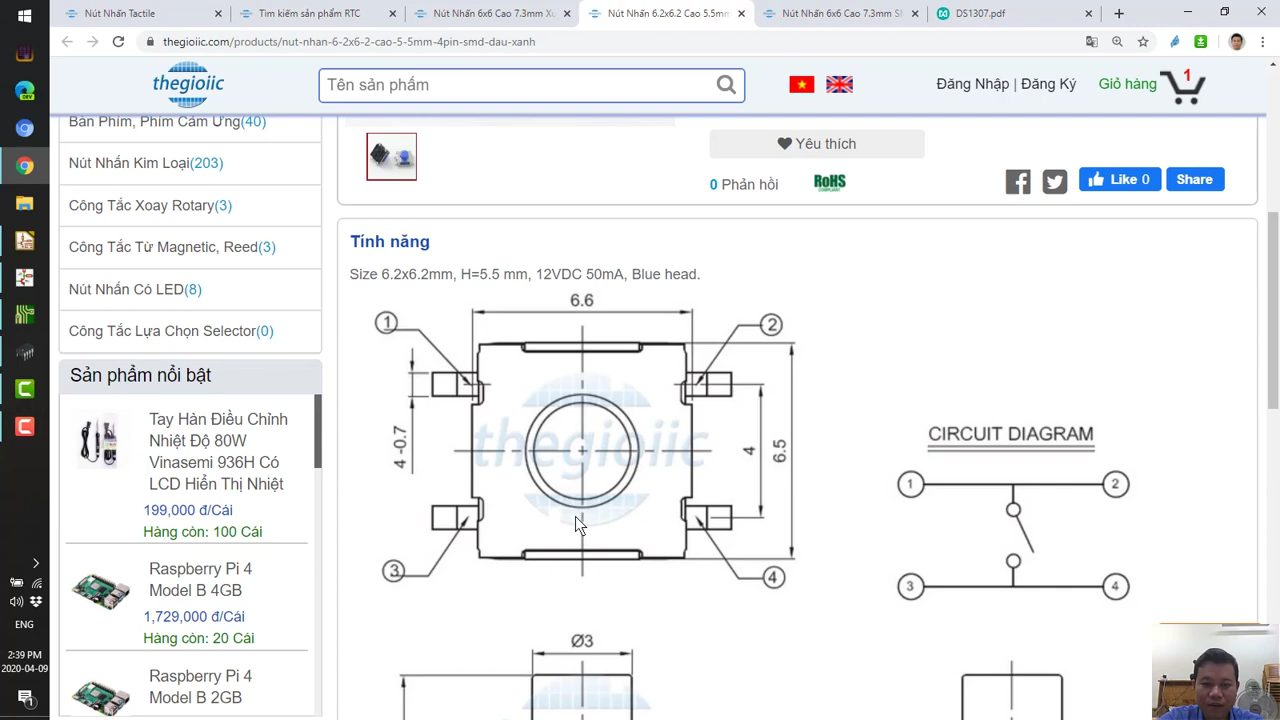 Nút Nhấn Tactile
Tìm kiếm sản phẩm RTC
Nút Nhấn 6x6 Cao 7.3mm Xu
Nút Nhấn 6.2x6.2 Cao 5.5mm
Nút Nhấn 6x6 Cao 7.3mm SM
DS1307.pdf
thegioiic.com/products/nut-nhan-6-2x6-2-cao-5-5mm-4pin-smd-dau-xanh
thegioiic
Tên sản phẩm
Đăng Nhập | Đăng Ký
Giỏ hàng
1
Bàn Phím, Phím Cảm Ứng(40)
Nút Nhấn Kim Loại(203)
Công Tắc Xoay Rotary(3)
Công Tắc Từ Magnetic, Reed(3)
Nút Nhấn Có LED(8)
Công Tắc Lựa Chọn Selector(0)
Sản phẩm nổi bật
Tay Hàn Điều Chỉnh
Nhiệt Độ 80W
Vinasemi 936H Có
LCD Hiển Thị Nhiệt
199,000 đ/Cái
Hàng còn: 100 Cái
Raspberry Pi 4
Model B 4GB
1,729,000 đ/Cái
Hàng còn: 20 Cái
Raspberry Pi 4
Model B 2GB
Yêu thích
0 Phản hồi
RoHS
COMPLIANT
Like 0
Share
Tính năng
Size 6.2x6.2mm, H=5.5 mm, 12VDC 50mA, Blue head.
6.6
1
2
4 -0.7
thegioiic
4
6.5
3
4
Ø3
CIRCUIT DIAGRAM
1
2
3
4
ENG
2:39 PM
2020-04-09
1